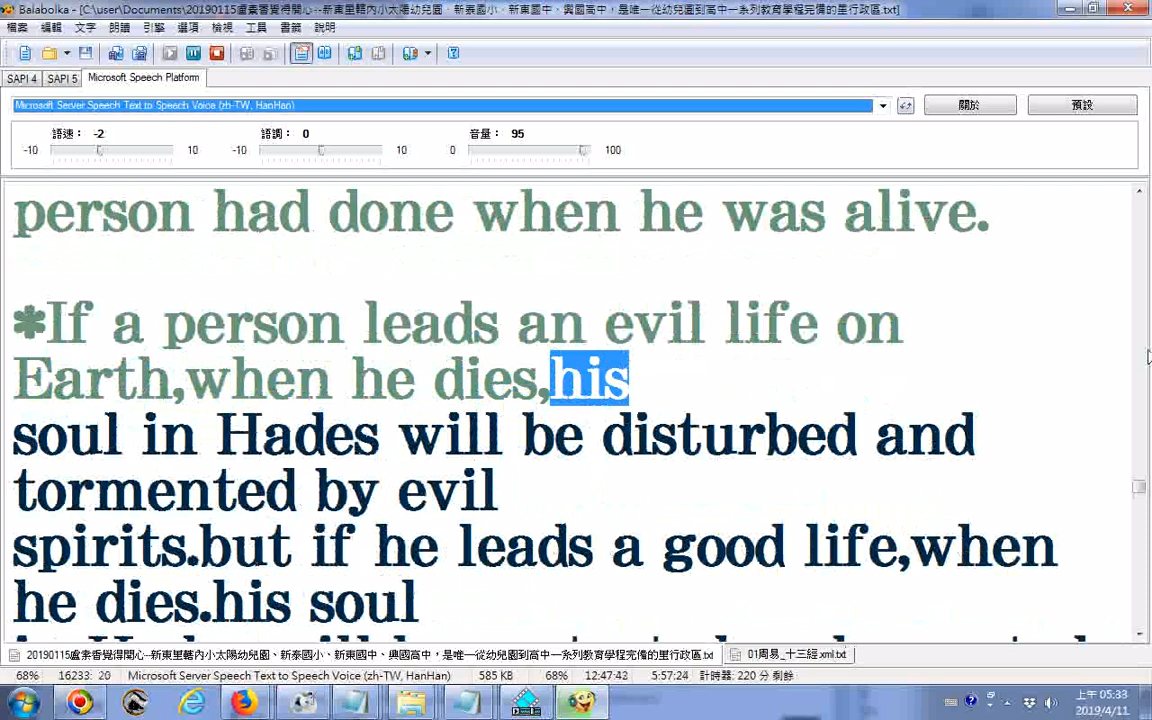 Balabolka - [C:\user\Documents\20190115盧素香覺得開心--新東里轄內小太陽幼兒園、新泰國小、新東國中、興國高中，是唯一從幼兒園到高中一系列教育學程完備的里行政區.txt]
檔案 編輯 文字 朗讀 引擎 選項 檢視 工具 書籤 說明
SAPI 4 SAPI 5 Microsoft Speech Platform
Microsoft Server Speech Text to Speech Voice (zh-TW, HanHan) 關於 預設
語速： -2 語調： 0 音量： 95
-10 10 -10 10 0 100
person had done when he was alive.
*If a person leads an evil life on
Earth,when he dies,his
soul in Hades will be disturbed and
tormented by evil
spirits.but if he leads a good life,when
he dies.his soul
20190115盧素香覺得開心--新東里轄內小太陽幼兒園、新泰國小、新東國中、興國高中，是唯一從幼兒園到高中一系列教育學程完備的里行政區.txt 01周易_十三經.xml.txt
68% 16233: 20 Microsoft Server Speech Text to Speech Voice (zh-TW, HanHan) 585 KB 68% 12:47:42 5:57:24 計時器： 220 分 剩餘
上午 05:33
2019/4/11